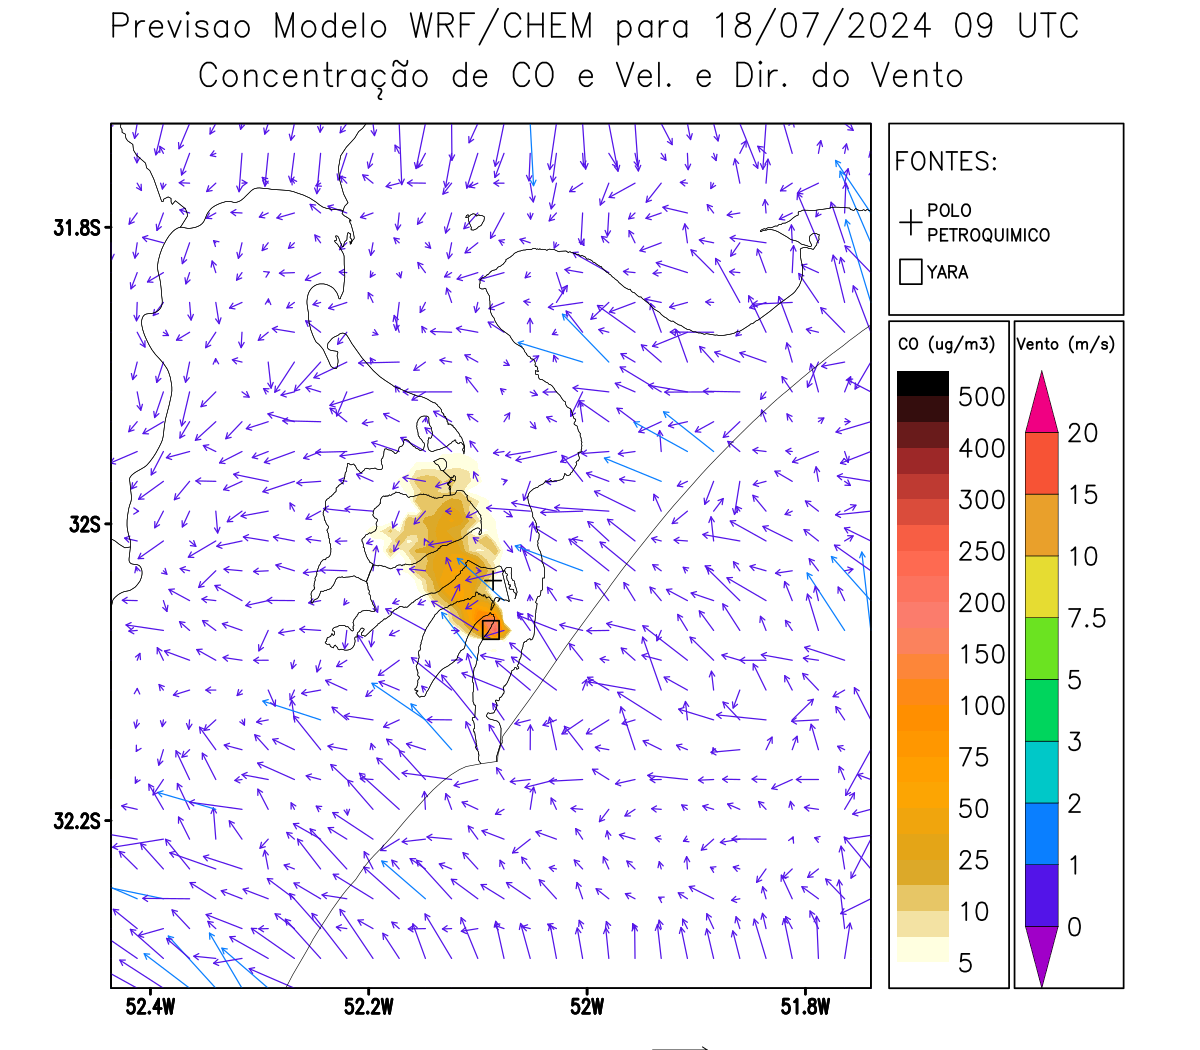 Previsao Modelo WRF/CHEM para 18/07/2024 09 UTC
Concentração de CO e Vel. e Dir. do Vento
FONTES:
POLO
PETROQUIMICO
YARA
31.8S
32S
32.2S
52.4W
52.2W
52W
51.8W
CO (ug/m3)
500
400
300
250
200
150
100
75
50
25
10
5
Vento (m/s)
20
15
10
7.5
5
3
2
1
0